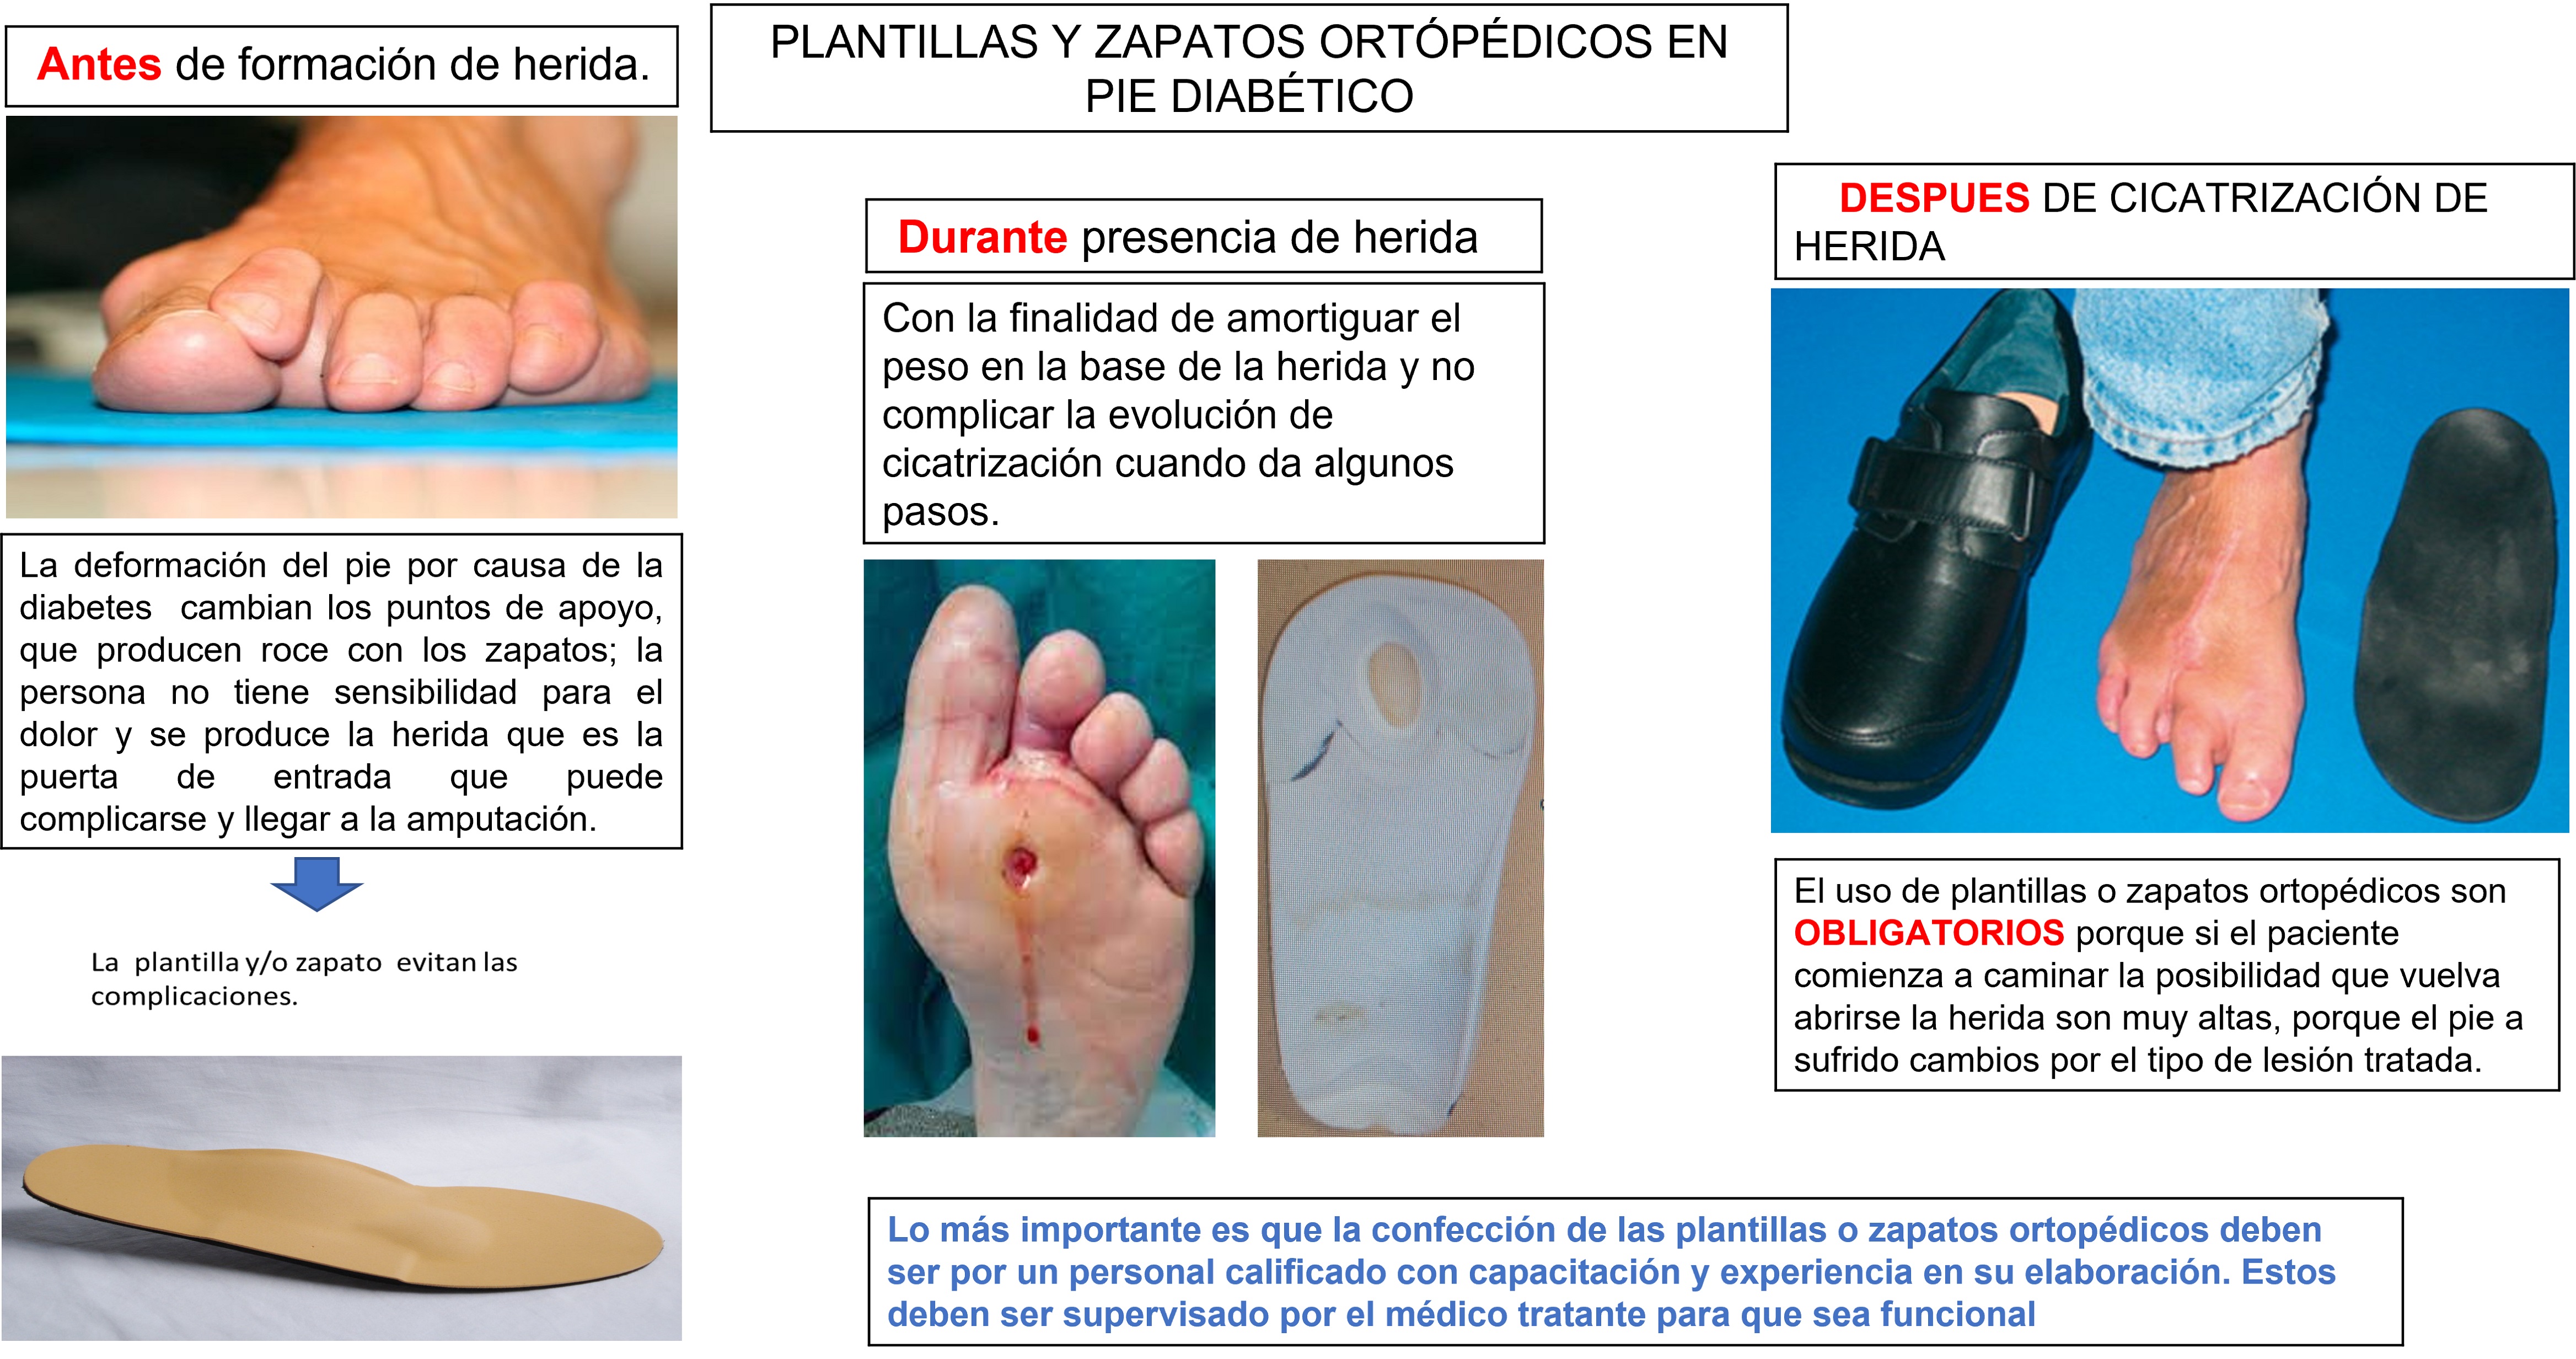 PLANTILLAS Y ZAPATOS ORTÓPÉDICOS EN
PIE DIABÉTICO
Antes de formación de herida.
La deformación del pie por causa de la
diabetes cambian los puntos de apoyo,
que producen roce con los zapatos; la
persona no tiene sensibilidad para el
dolor y se produce la herida que es la
puerta de entrada que puede
complicarse y llegar a la amputación.
La plantilla y/o zapato evitan las
complicaciones.
Durante presencia de herida
Con la finalidad de amortiguar el
peso en la base de la herida y no
complicar la evolución de
cicatrización cuando da algunos
pasos.
DESPUES DE CICATRIZACIÓN DE
HERIDA
El uso de plantillas o zapatos ortopédicos son
OBLIGATORIOS porque si el paciente
comienza a caminar la posibilidad que vuelva
abrirse la herida son muy altas, porque el pie a
sufrido cambios por el tipo de lesión tratada.
Lo más importante es que la confección de las plantillas o zapatos ortopédicos deben
ser por un personal calificado con capacitación y experiencia en su elaboración. Estos
deben ser supervisado por el médico tratante para que sea funcional